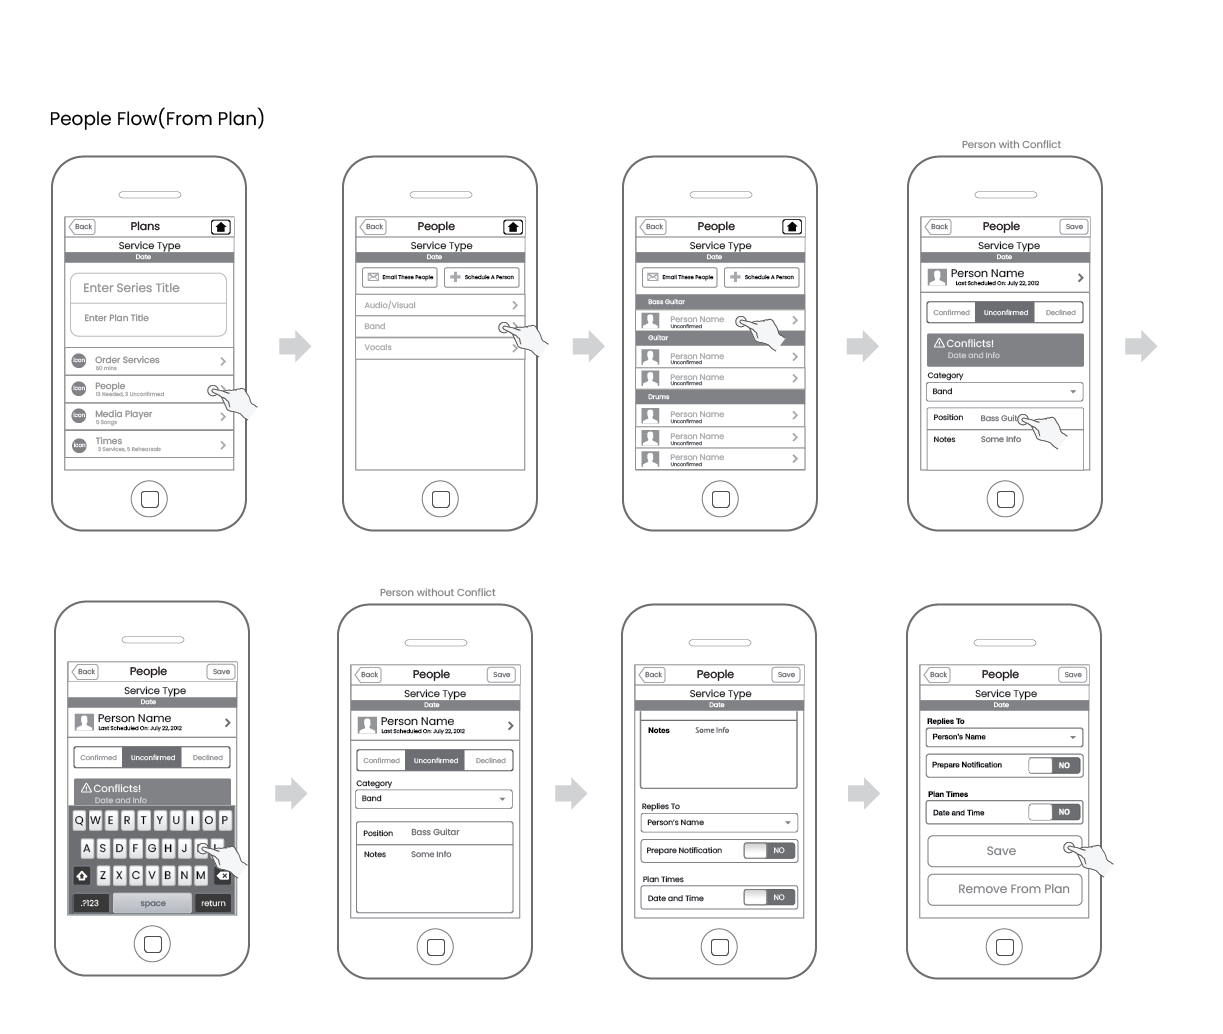 People Flow(From Plan)
Back
Plans
Service Type
Date
Enter Series Title
Enter Plan Title
icon
Order Services
60 mins
icon
People
13 Needed, 3 Unconfirmed
icon
Media Player
5 Songs
icon
Times
3 Services, 5 Rehearsals
Back
People
Service Type
Date
Email These People
Schedule A Person
Audio/Visual
Band
Vocals
Back
People
Service Type
Date
Email These People
Schedule A Person
Bass Guitar
Person Name
Unconfirmed
Guitar
Person Name
Unconfirmed
Person Name
Unconfirmed
Drums
Person Name
Unconfirmed
Person Name
Unconfirmed
Person Name
Unconfirmed
Person with Conflict
Back
People
Save
Service Type
Date
Person Name
Last Scheduled On: July 22, 2012
Confirmed
Unconfirmed
Declined
Conflicts!
Date and Info
Category
Band
Position
Bass Guit
Notes
Some Info
Back
People
Save
Service Type
Date
Person Name
Last Scheduled On: July 22, 2012
Confirmed
Unconfirmed
Declined
Conflicts!
Date and Info
Q W E R T Y U I O P
A S D F G H J
Z X C V B N M
.?123
space
return
Person without Conflict
Back
People
Save
Service Type
Date
Person Name
Last Scheduled On: July 22, 2012
Confirmed
Unconfirmed
Declined
Category
Band
Position
Bass Guitar
Notes
Some Info
Back
People
Save
Service Type
Date
Notes
Some Info
Replies To
Person's Name
Prepare Notification
NO
Plan Times
Date and Time
NO
Back
People
Save
Service Type
Date
Replies To
Person's Name
Prepare Notification
NO
Plan Times
Date and Time
NO
Save
Remove From Plan